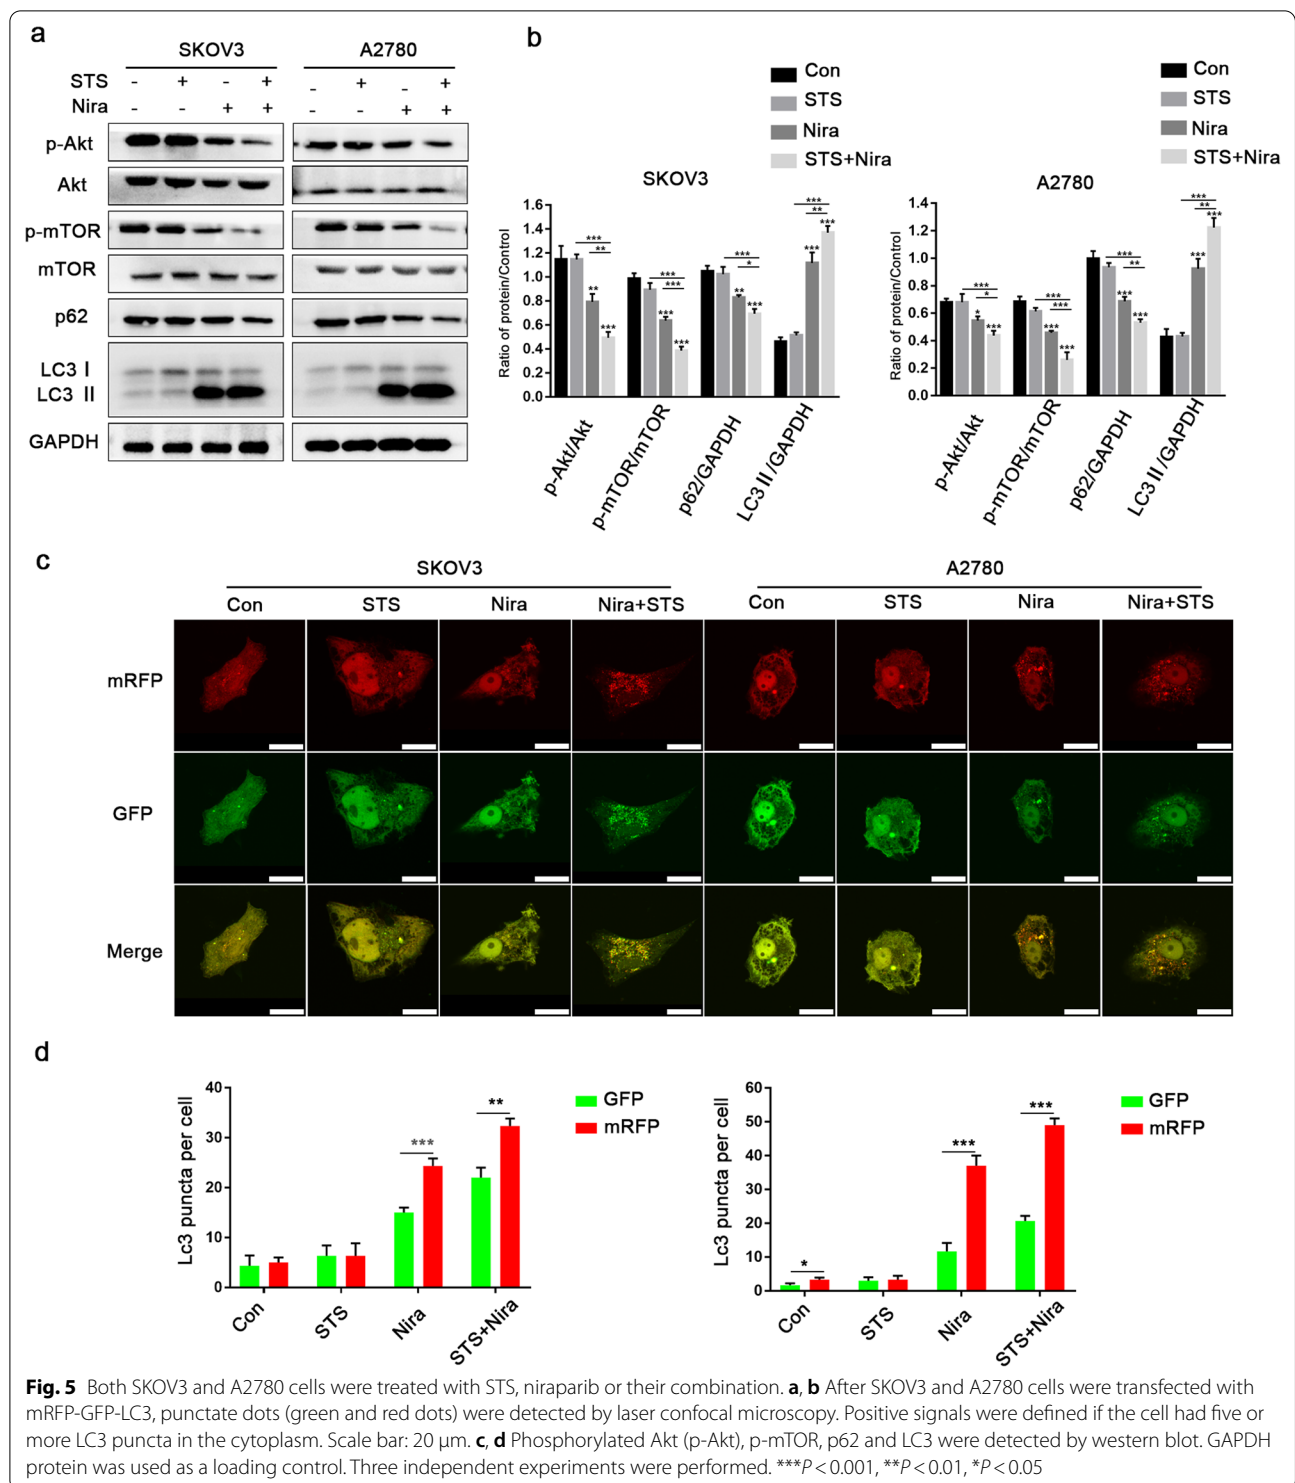 a
SKOV3 A2780
STS - + - + - + - +
Nira - - + + - - + +
p-Akt
Akt
p-mTOR
mTOR
p62
LC3 I
LC3 II
GAPDH
b
Con
STS
Nira
STS+Nira
SKOV3
Ratio of protein/Control
1.6
1.4
1.2
1.0
0.8
0.6
0.4
0.2
0.0
*** ** ** ***
*** *** *** ***
*** * ** ***
*** ** *** ***
p-Akt/Akt
p-mTOR/mTOR
p62/GAPDH
LC3 II/GAPDH
Con
STS
Nira
STS+Nira
A2780
Ratio of protein/Control
1.4
1.2
1.0
0.8
0.6
0.4
0.2
0.0
*** * * ***
*** *** *** ***
*** ** *** ***
*** ** *** ***
p-Akt/Akt
p-mTOR/mTOR
p62/GAPDH
LC3 II/GAPDH
c
SKOV3 A2780
Con STS Nira Nira+STS Con STS Nira Nira+STS
mRFP
GFP
Merge
d
Lc3 puncta per cell
40
30
20
10
0
*** **
Con STS Nira STS+Nira
GFP
mRFP
Lc3 puncta per cell
60
50
40
30
20
10
0
* *** ***
Con STS Nira STS+Nira
GFP
mRFP
Fig. 5 Both SKOV3 and A2780 cells were treated with STS, niraparib or their combination. a, b After SKOV3 and A2780 cells were transfected with
mRFP-GFP-LC3, punctate dots (green and red dots) were detected by laser confocal microscopy. Positive signals were defined if the cell had five or
more LC3 puncta in the cytoplasm. Scale bar: 20 μm. c, d Phosphorylated Akt (p-Akt), p-mTOR, p62 and LC3 were detected by western blot. GAPDH
protein was used as a loading control. Three independent experiments were performed. ***P < 0.001, **P < 0.01, *P < 0.05